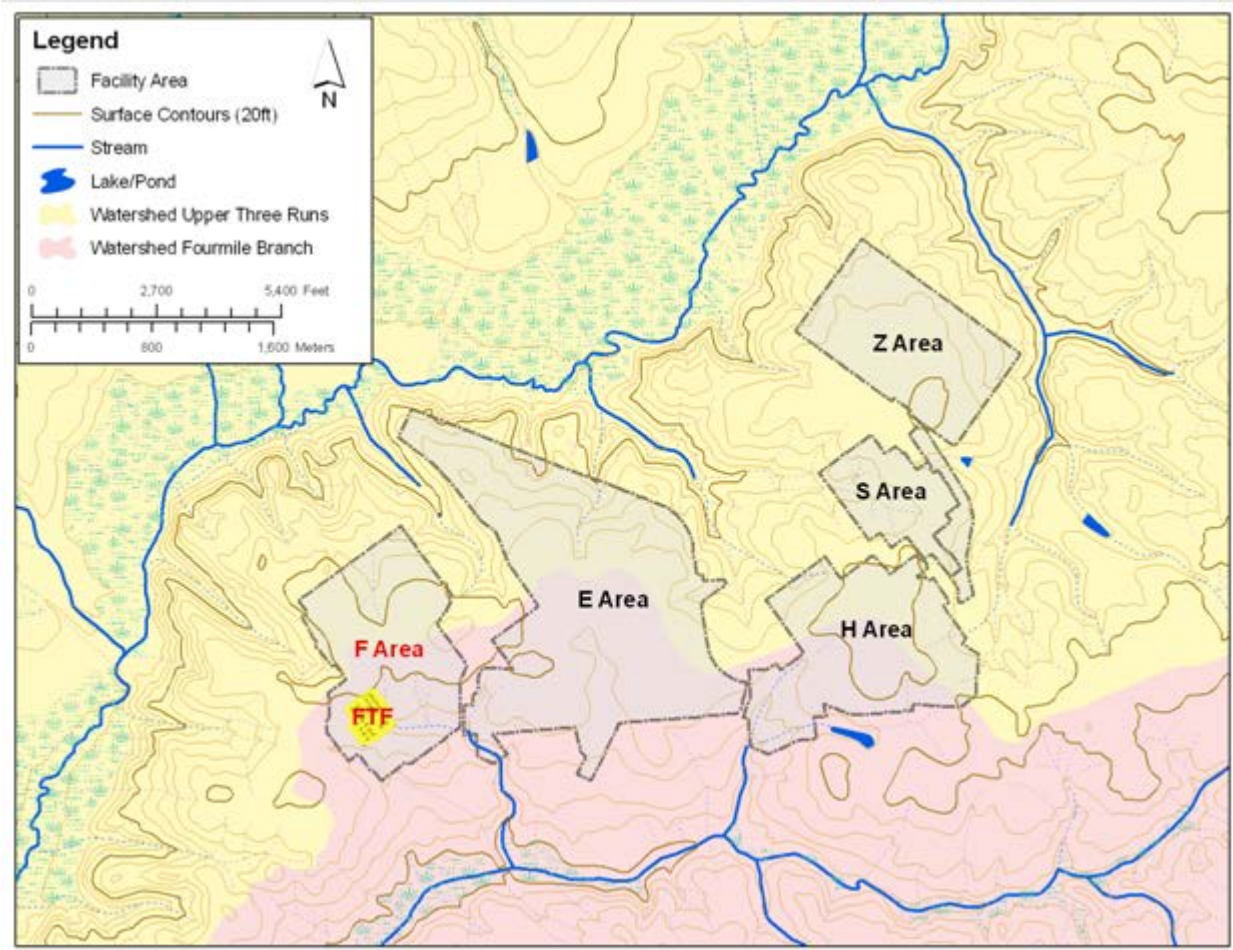 Legend
Facility Area
N
Surface Contours (20ft)
Stream
Lake/Pond
Watershed Upper Three Runs
Watershed Fourmile Branch
0 2,700 5,400 Feet
0 800 1,600 Meters
Z Area
S Area
E Area
H Area
F Area
FTF